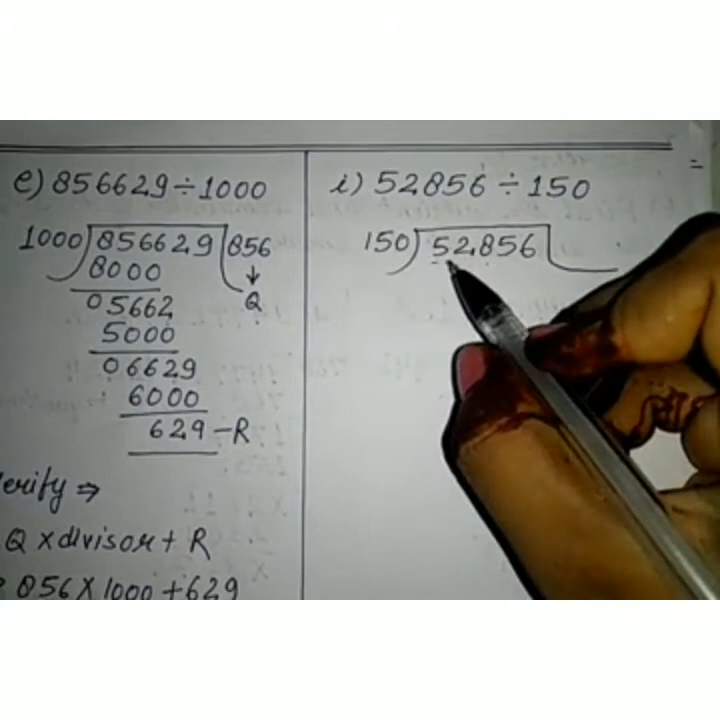 e) 856629÷1000
1000)856629(856
8000
↓
05662
Q
5000
06629
6000
629-R
erify ⇒
Q x divisor + R
856 X 1000 + 629
i) 52856÷150
150)52856
=